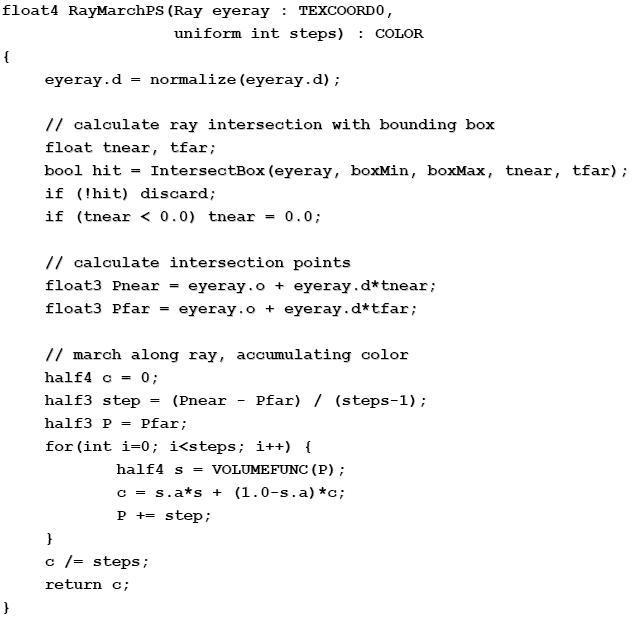 float4 RayMarchPS(Ray eyeray : TEXCOORD0,
                  uniform int steps) : COLOR
{
    eyeray.d = normalize(eyeray.d);

    // calculate ray intersection with bounding box
    float tnear, tfar;
    bool hit = IntersectBox(eyeray, boxMin, boxMax, tnear, tfar);
    if (!hit) discard;
    if (tnear < 0.0) tnear = 0.0;

    // calculate intersection points
    float3 Pnear = eyeray.o + eyeray.d*tnear;
    float3 Pfar = eyeray.o + eyeray.d*tfar;

    // march along ray, accumulating color
    half4 c = 0;
    half3 step = (Pnear - Pfar) / (steps-1);
    half3 P = Pfar;
    for(int i=0; i<steps; i++) {
            half4 s = VOLUMEFUNC(P);
            c = s.a*s + (1.0-s.a)*c;
            P += step;
    }
    c /= steps;
    return c;
}